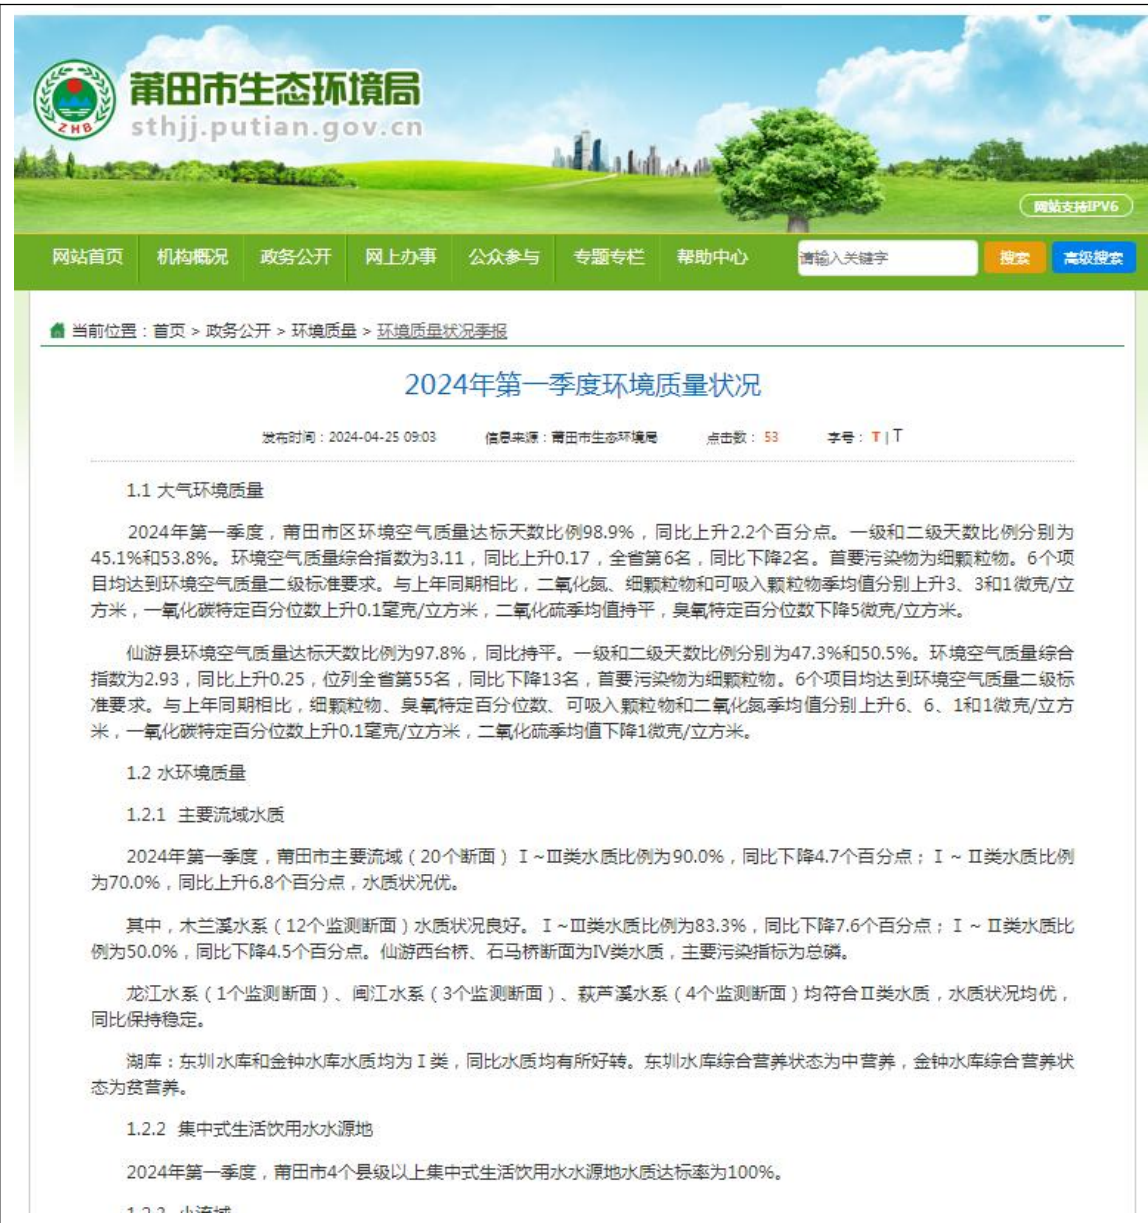 莆田市生态环境局
sthjj.putian.gov.cn
ZHB
网站支持IPV6
网站首页 机构概况 政务公开 网上办事 公众参与 专题专栏 帮助中心 请输入关键字 搜索 高级搜索
当前位置：首页 > 政务公开 > 环境质量 > 环境质量状况季报
2024年第一季度环境质量状况
发布时间：2024-04-25 09:03 信息来源：莆田市生态环境局 点击数：53 字号：T | T
1.1 大气环境质量
2024年第一季度，莆田市区环境空气质量达标天数比例98.9%，同比上升2.2个百分点。一级和二级天数比例分别为
45.1%和53.8%。环境空气质量综合指数为3.11，同比上升0.17，全省第6名，同比下降2名。首要污染物为细颗粒物。6个项
目均达到环境空气质量二级标准要求。与上年同期相比，二氧化氮、细颗粒物和可吸入颗粒物季均值分别上升3、3和1微克/立
方米，一氧化碳特定百分位数上升0.1毫克/立方米，二氧化硫季均值持平，臭氧特定百分位数下降5微克/立方米。
仙游县环境空气质量达标天数比例为97.8%，同比持平。一级和二级天数比例分别为47.3%和50.5%。环境空气质量综合
指数为2.93，同比上升0.25，位列全省第55名，同比下降13名，首要污染物为细颗粒物。6个项目均达到环境空气质量二级标
准要求。与上年同期相比，细颗粒物、臭氧特定百分位数、可吸入颗粒物和二氧化氮季均值分别上升6、6、1和1微克/立方
米，一氧化碳特定百分位数上升0.1毫克/立方米，二氧化硫季均值下降1微克/立方米。
1.2 水环境质量
1.2.1 主要流域水质
2024年第一季度，莆田市主要流域（20个断面）Ⅰ~Ⅲ类水质比例为90.0%，同比下降4.7个百分点；Ⅰ~Ⅱ类水质比例
为70.0%，同比上升6.8个百分点，水质状况优。
其中，木兰溪水系（12个监测断面）水质状况良好。Ⅰ~Ⅲ类水质比例为83.3%，同比下降7.6个百分点；Ⅰ~Ⅱ类水质比
例为50.0%，同比下降4.5个百分点。仙游西台桥、石马桥断面为Ⅳ类水质，主要污染指标为总磷。
龙江水系（1个监测断面）、闽江水系（3个监测断面）、萩芦溪水系（4个监测断面）均符合Ⅱ类水质，水质状况均优，
同比保持稳定。
湖库：东圳水库和金钟水库水质均为Ⅰ类，同比水质均有所好转。东圳水库综合营养状态为中营养，金钟水库综合营养状
态为贫营养。
1.2.2 集中式生活饮用水水源地
2024年第一季度，莆田市4个县级以上集中式生活饮用水水源地水质达标率为100%。
1.2.3 小流域